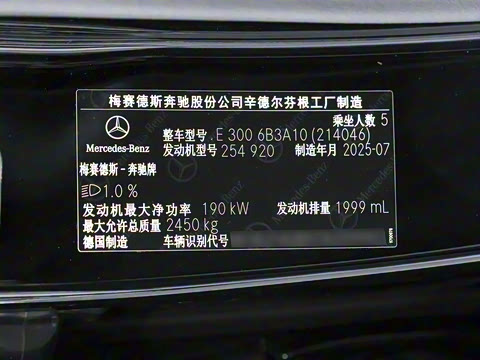 梅赛德斯奔驰股份公司辛德尔芬根工厂制造
乘坐人数 5
整车型号 . E 300 6B3A10 (214046)
Mercedes-Benz 发动机型号 254 920 制造年月 2025-07
梅赛德斯-奔驰牌
1.0 %
发动机最大净功率 190 kW 发动机排量 1999 mL
最大允许总质量 2450 kg
德国制造 车辆识别代号